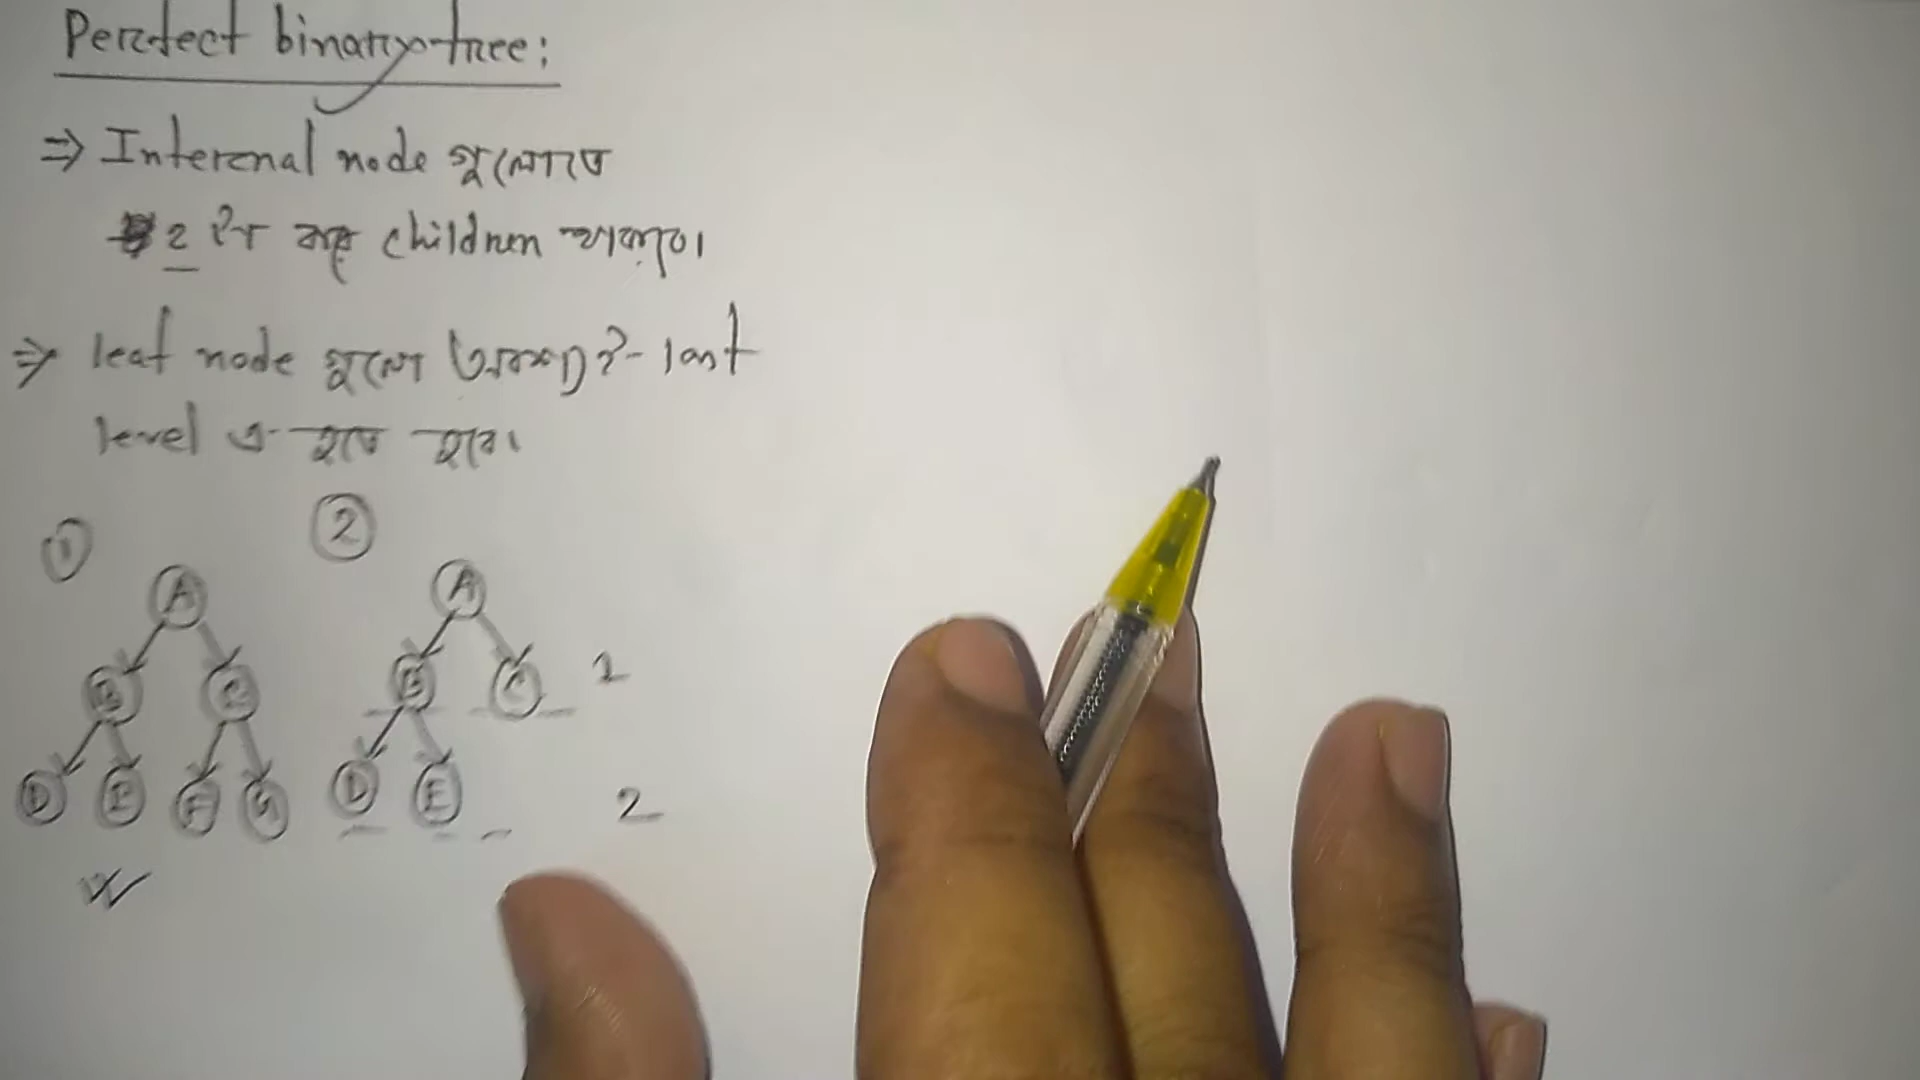 Perfect binary tree:
⇒ Internal node গুলোতে
2 টা করে children থাকবে।
⇒ leaf node গুলো অবশ্যই last
level এ হতে হবে।
① ②
A A
B C B C 1
D E F G D E 2